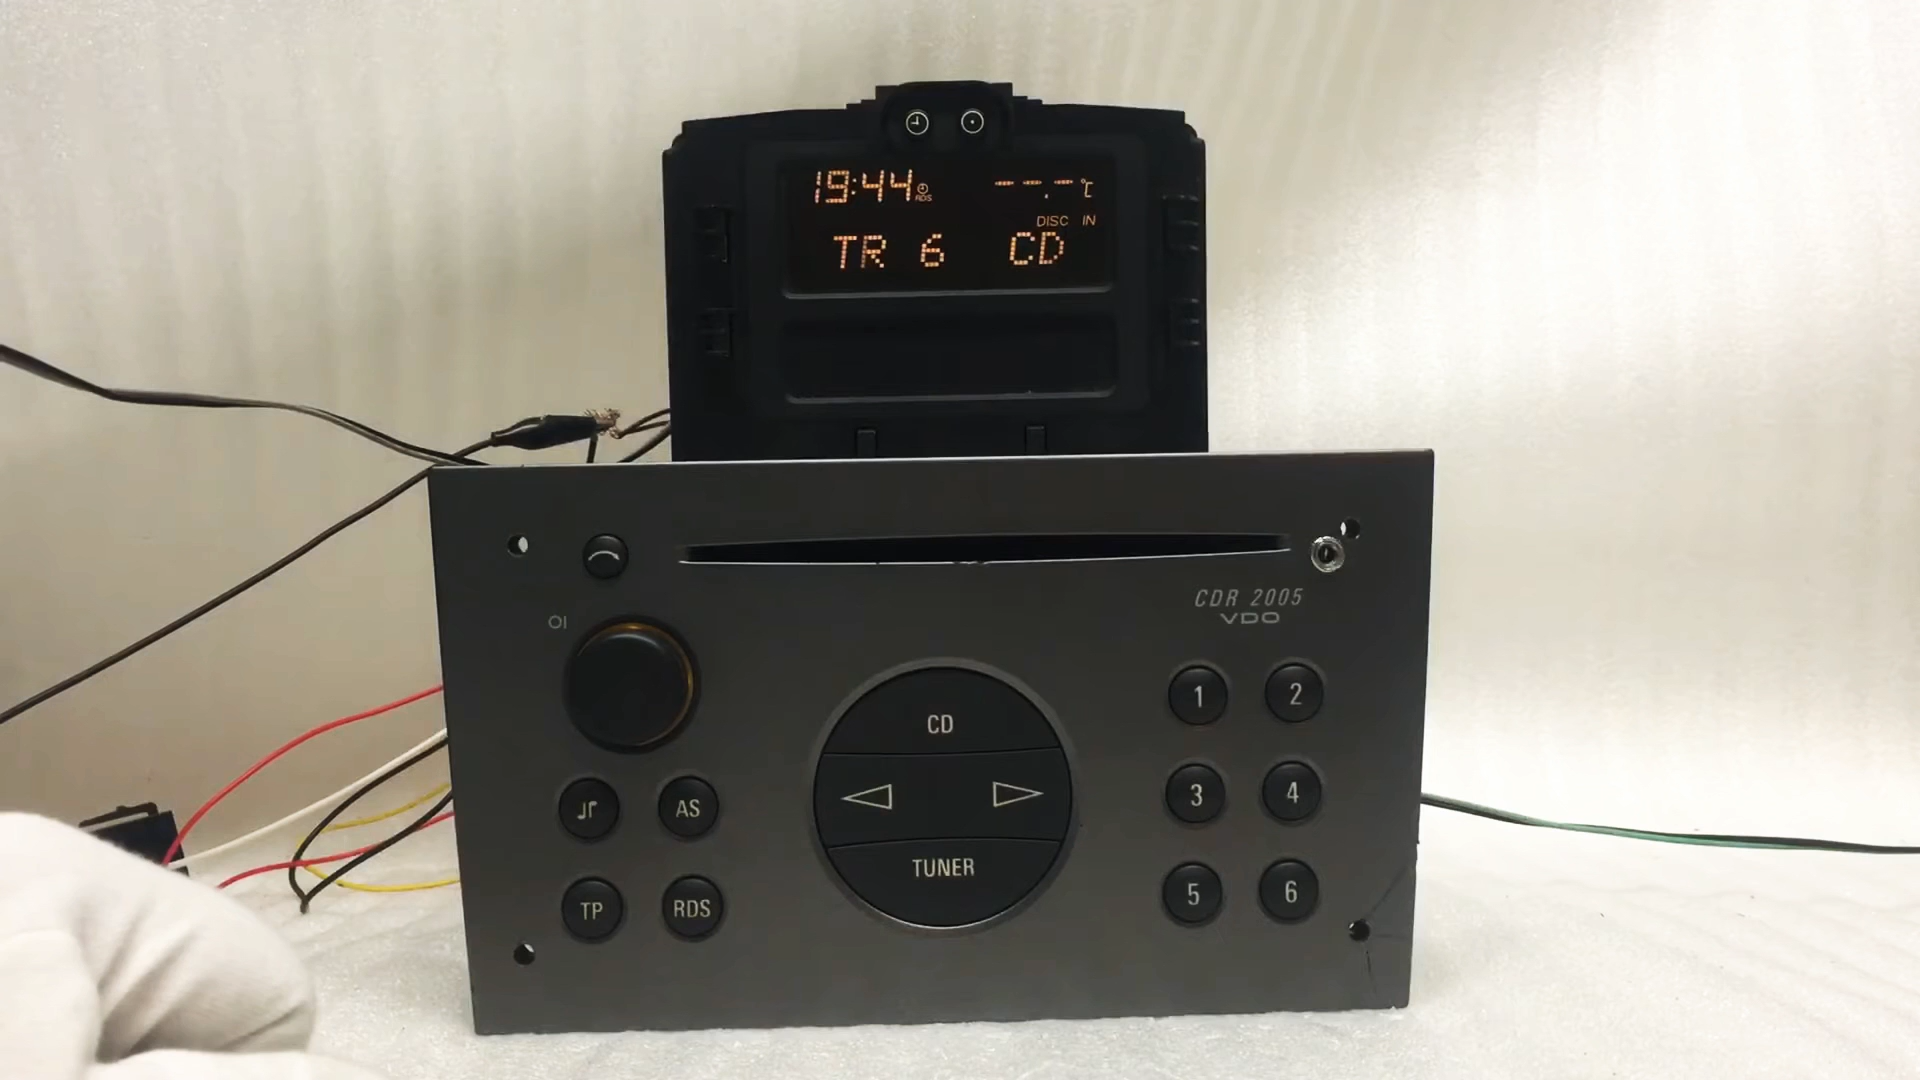 19:44 RDS --.-°C
DISC IN
TR 6 CD
CDR 2005
VDO
OI
CD
1 2
AS
3 4
TUNER
TP RDS
5 6